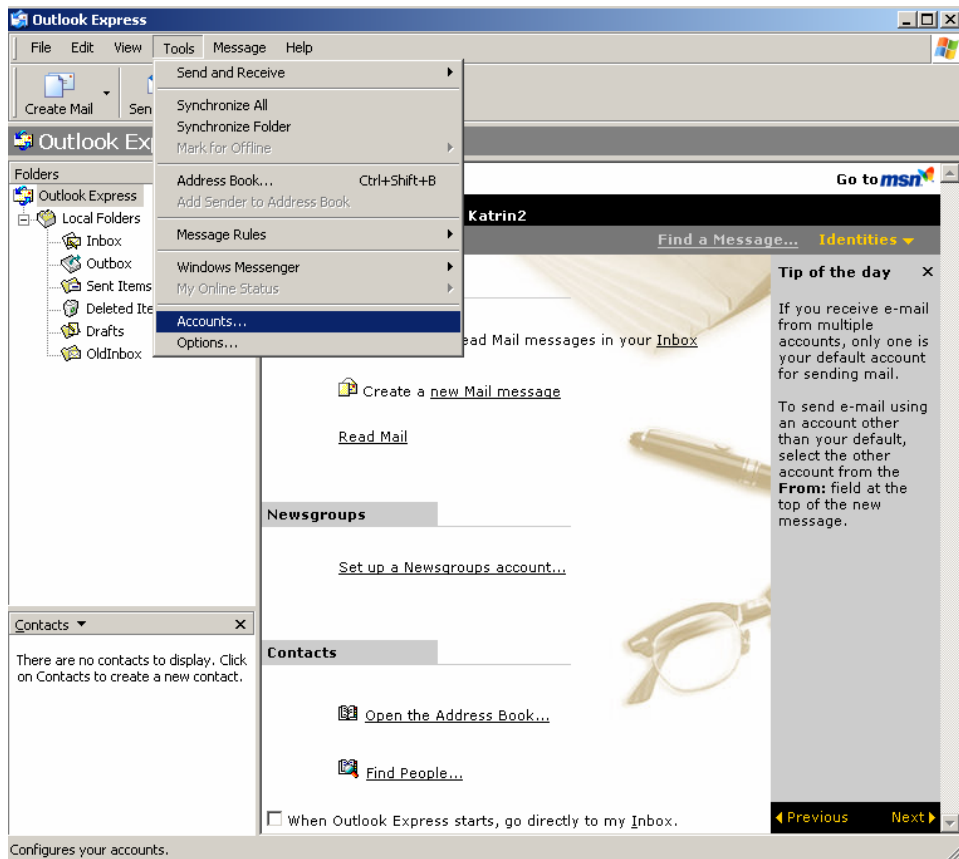 Outlook Express
File Edit View Tools Message Help
Create Mail
Sen
Send and Receive
Synchronize All
Synchronize Folder
Mark for Offline
Address Book... Ctrl+Shift+B
Add Sender to Address Book
Message Rules
Windows Messenger
My Online Status
Accounts...
Options...
Outlook Ex
Folders
Outlook Express
Local Folders
Inbox
Outbox
Sent Items
Deleted Ite
Drafts
OldInbox
Go to msn
Katrin2
Find a Message... Identities
ead Mail messages in your Inbox
Create a new Mail message
Read Mail
Newsgroups
Set up a Newsgroups account...
Contacts
Open the Address Book...
Find People...
When Outlook Express starts, go directly to my Inbox.
Tip of the day X
If you receive e-mail
from multiple
accounts, only one is
your default account
for sending mail.
To send e-mail using
an account other
than your default,
select the other
account from the
From: field at the
top of the new
message.
Previous Next
Contacts
There are no contacts to display. Click
on Contacts to create a new contact.
Configures your accounts.